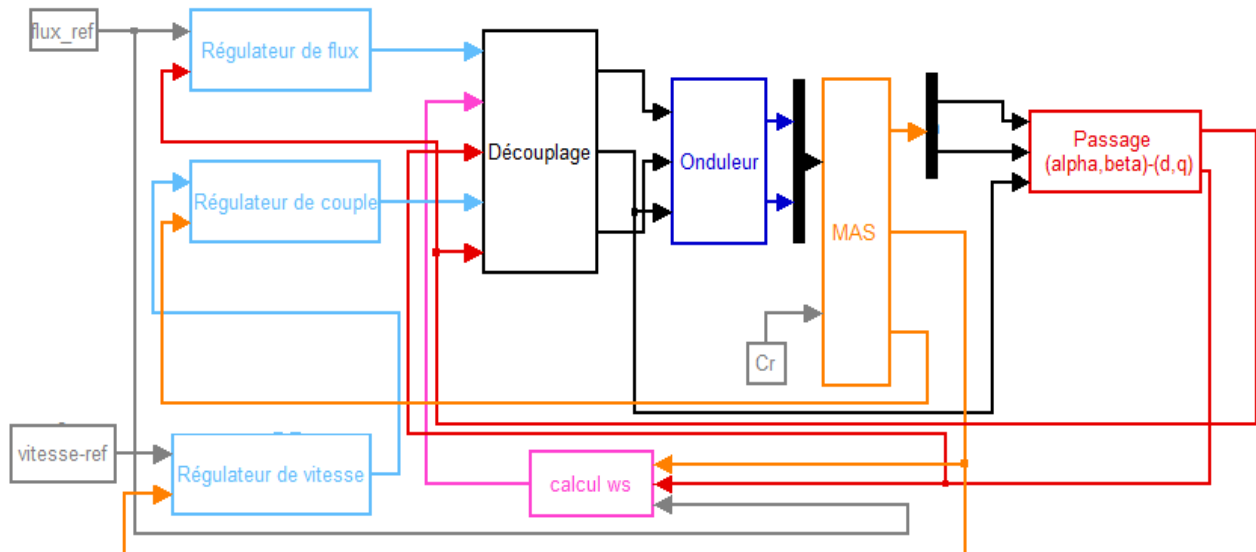 flux_ref
Régulateur de flux
Découplage
Onduleur
MAS
Passage
(alpha,beta)-(d,q)
Régulateur de couple
Cr
vitesse-ref
Régulateur de vitesse
calcul ws